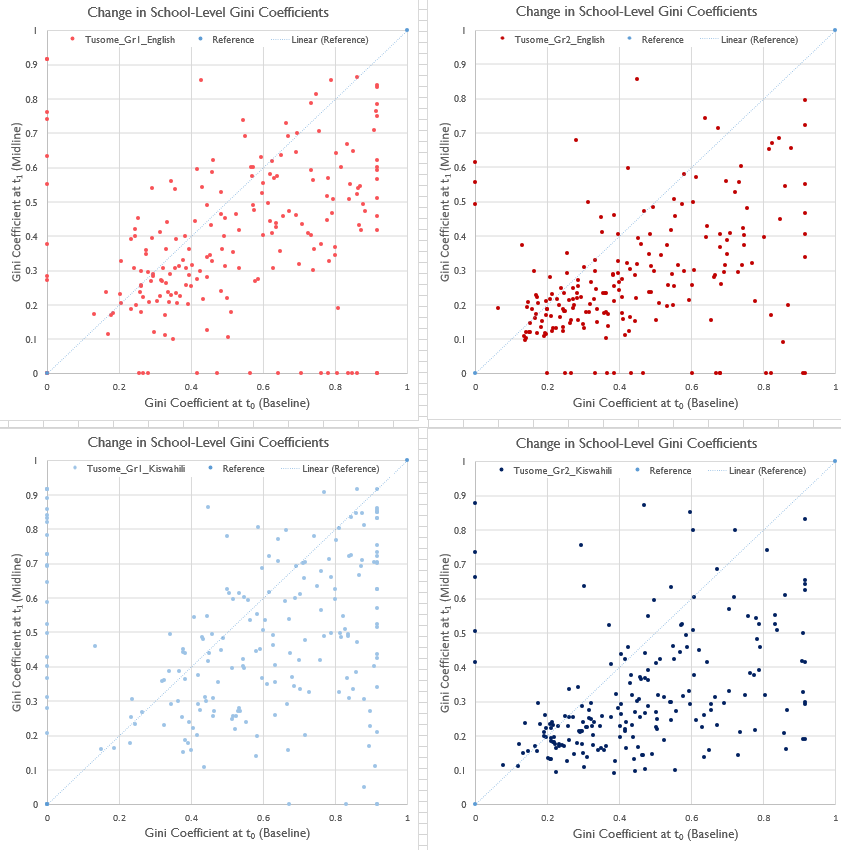 Change in School-Level Gini Coefficients
Tusome_Gr1_English Reference Linear (Reference)
1
0.9
0.8
0.7
0.6
0.5
0.4
0.3
0.2
0.1
0
Gini Coefficient at t1 (Midline)
0 0.2 0.4 0.6 0.8 1
Gini Coefficient at t0 (Baseline)
Change in School-Level Gini Coefficients
Tusome_Gr2_English Reference Linear (Reference)
1
0.9
0.8
0.7
0.6
0.5
0.4
0.3
0.2
0.1
0
Gini Coefficient at t1 (Midline)
0 0.2 0.4 0.6 0.8 1
Gini Coefficient at t0 (Baseline)
Change in School-Level Gini Coefficients
Tusome_Gr1_Kiswahili Reference Linear (Reference)
1
0.9
0.8
0.7
0.6
0.5
0.4
0.3
0.2
0.1
0
Gini Coefficient at t1 (Midline)
0 0.2 0.4 0.6 0.8 1
Gini Coefficient at t0 (Baseline)
Change in School-Level Gini Coefficients
Tusome_Gr2_Kiswahili Reference Linear (Reference)
1
0.9
0.8
0.7
0.6
0.5
0.4
0.3
0.2
0.1
0
Gini Coefficient at t1 (Midline)
0 0.2 0.4 0.6 0.8 1
Gini Coefficient at t0 (Baseline)